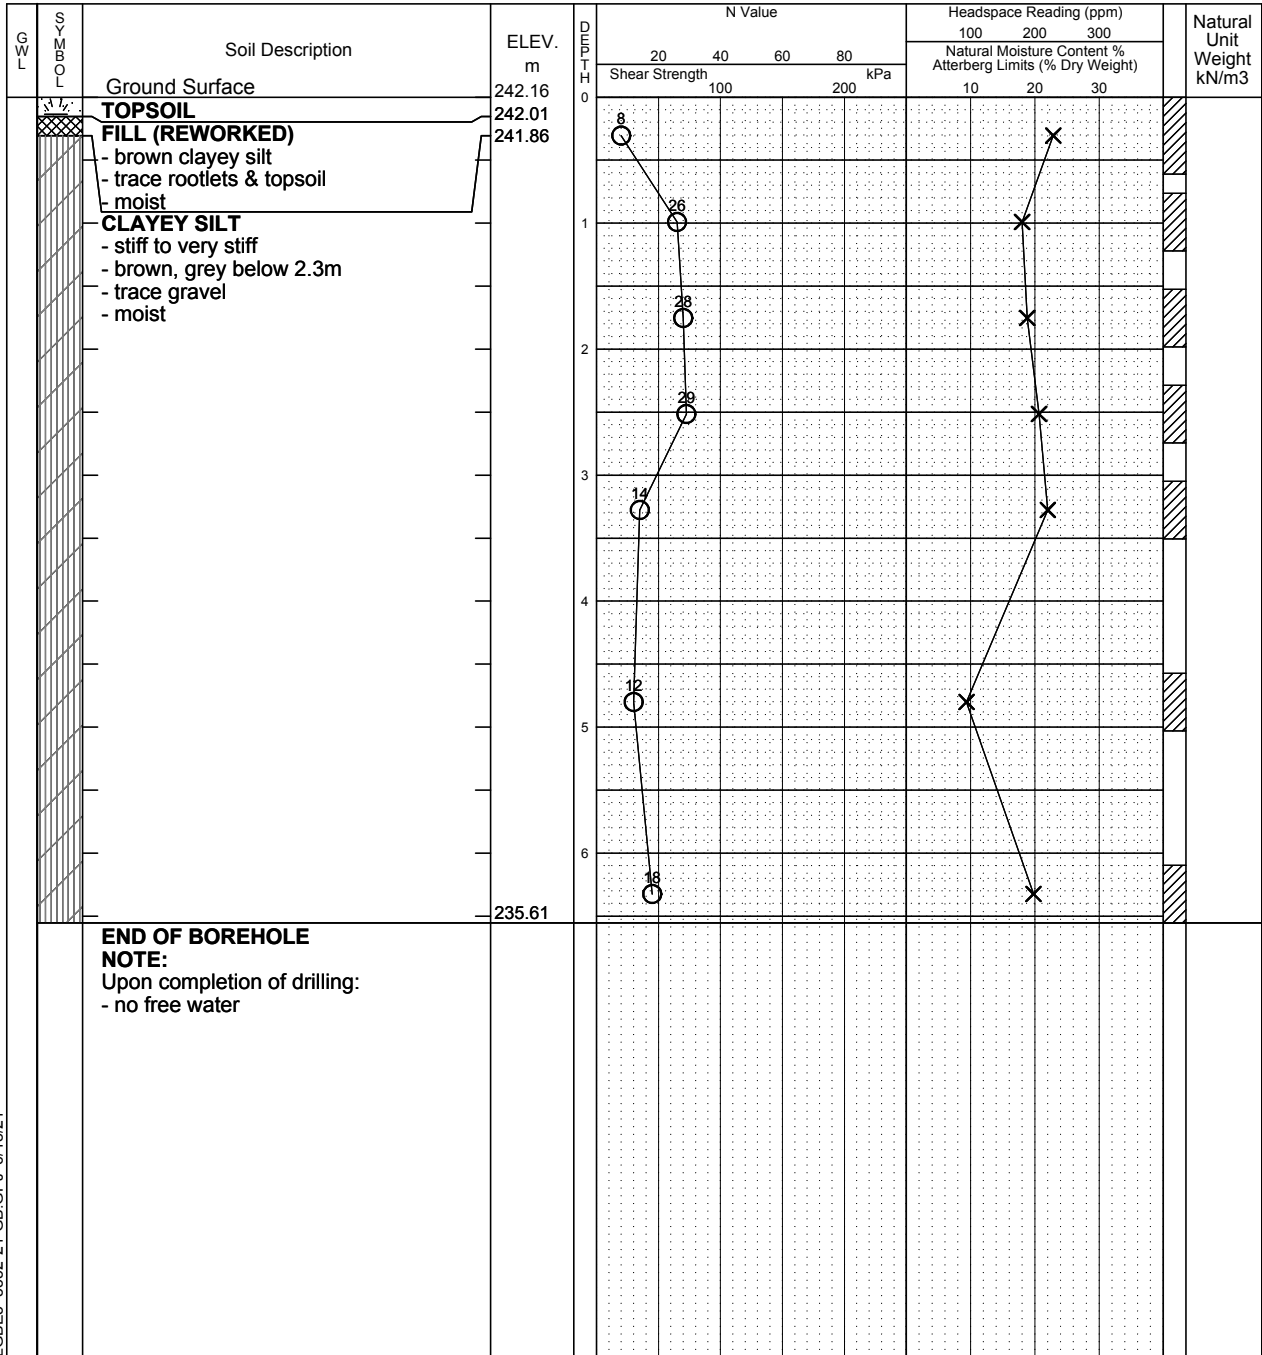 GWL
SYMBOL
Soil Description
Ground Surface
ELEV.
m
242.16
DEPTH
N Value
20 40 60 80
Shear Strength kPa
100 200
Headspace Reading (ppm)
100 200 300
Natural Moisture Content %
Atterberg Limits (% Dry Weight)
10 20 30
Natural
Unit
Weight
kN/m3
0
TOPSOIL 242.01
FILL (REWORKED) 241.86
- brown clayey silt
- trace rootlets & topsoil
- moist
CLAYEY SILT
- stiff to very stiff
- brown, grey below 2.3m
- trace gravel
- moist
8
26
1
28
2
29
3
14
4
12
5
6
18
235.61
END OF BOREHOLE
NOTE:
Upon completion of drilling:
- no free water